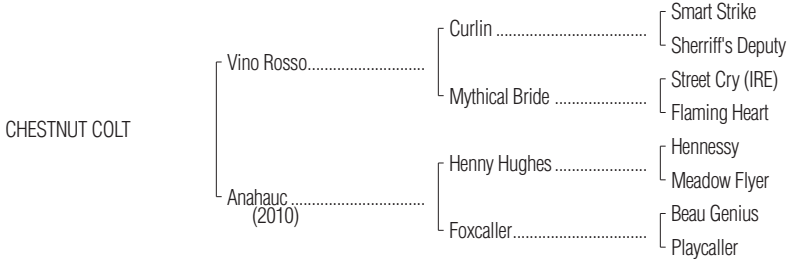 Smart Strike
Curlin ....................................
Sherriff's Deputy
Vino Rosso............................
Street Cry (IRE)
Mythical Bride ......................
Flaming Heart
CHESTNUT COLT
Hennessy
Henny Hughes ......................
Meadow Flyer
Anahauc ................................
(2010)
Beau Genius
Foxcaller................................
Playcaller